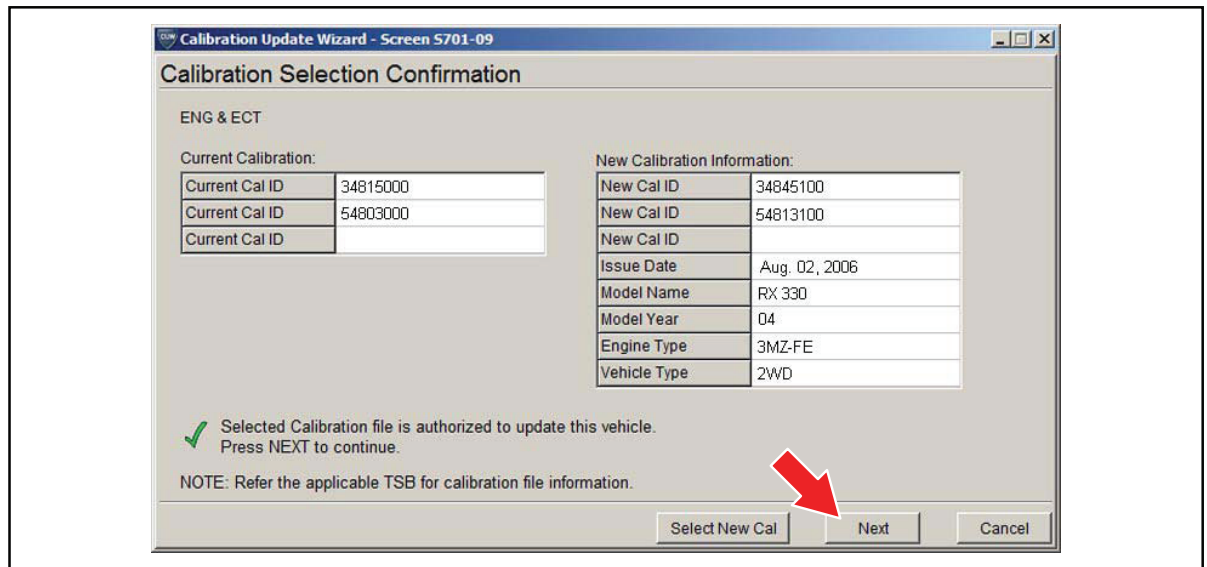 Calibration Update Wizard - Screen S701-09
Calibration Selection Confirmation
ENG & ECT
Current Calibration:
Current Cal ID 34815000
Current Cal ID 54803000
Current Cal ID
New Calibration Information:
New Cal ID 34845100
New Cal ID 54813100
New Cal ID
Issue Date Aug. 02, 2006
Model Name RX 330
Model Year 04
Engine Type 3MZ-FE
Vehicle Type 2WD
Selected Calibration file is authorized to update this vehicle.
Press NEXT to continue.
NOTE: Refer the applicable TSB for calibration file information.
Select New Cal Next Cancel